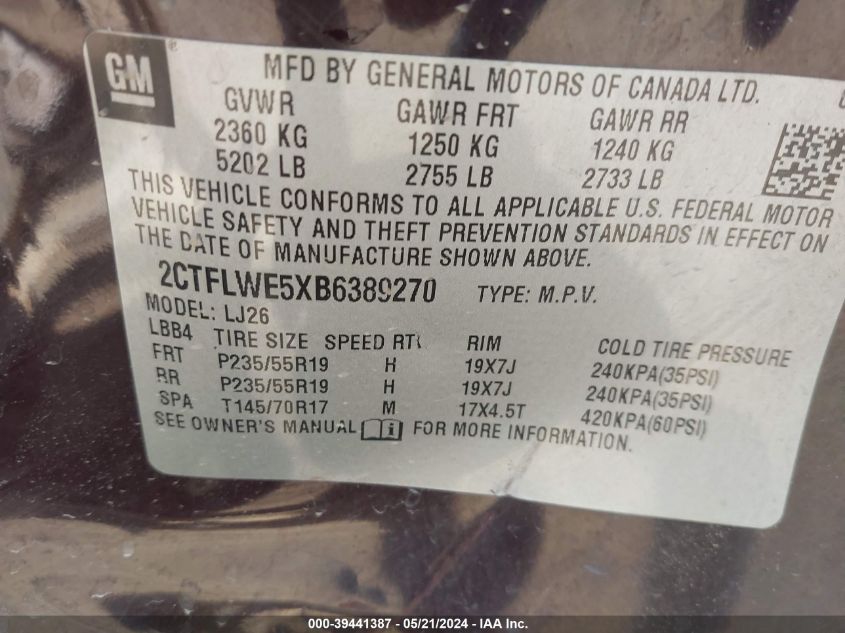 GM
MFD BY GENERAL MOTORS OF CANADA LTD.
GVWR GAWR FRT GAWR RR
2360 KG 1250 KG 1240 KG
5202 LB 2755 LB 2733 LB
THIS VEHICLE CONFORMS TO ALL APPLICABLE U.S. FEDERAL MOTOR
VEHICLE SAFETY AND THEFT PREVENTION STANDARDS IN EFFECT ON
THE DATE OF MANUFACTURE SHOWN ABOVE.
2CTFLWE5XB6389270 TYPE: M.P.V.
MODEL: LJ26
LBB4 TIRE SIZE SPEED RTG RIM COLD TIRE PRESSURE
FRT P235/55R19 H 19X7J 240KPA(35PSI)
RR P235/55R19 H 19X7J 240KPA(35PSI)
SPA T145/70R17 M 17X4.5T 420KPA(60PSI)
SEE OWNER'S MANUAL FOR MORE INFORMATION.
000-39441387 - 05/21/2024 - IAA Inc.